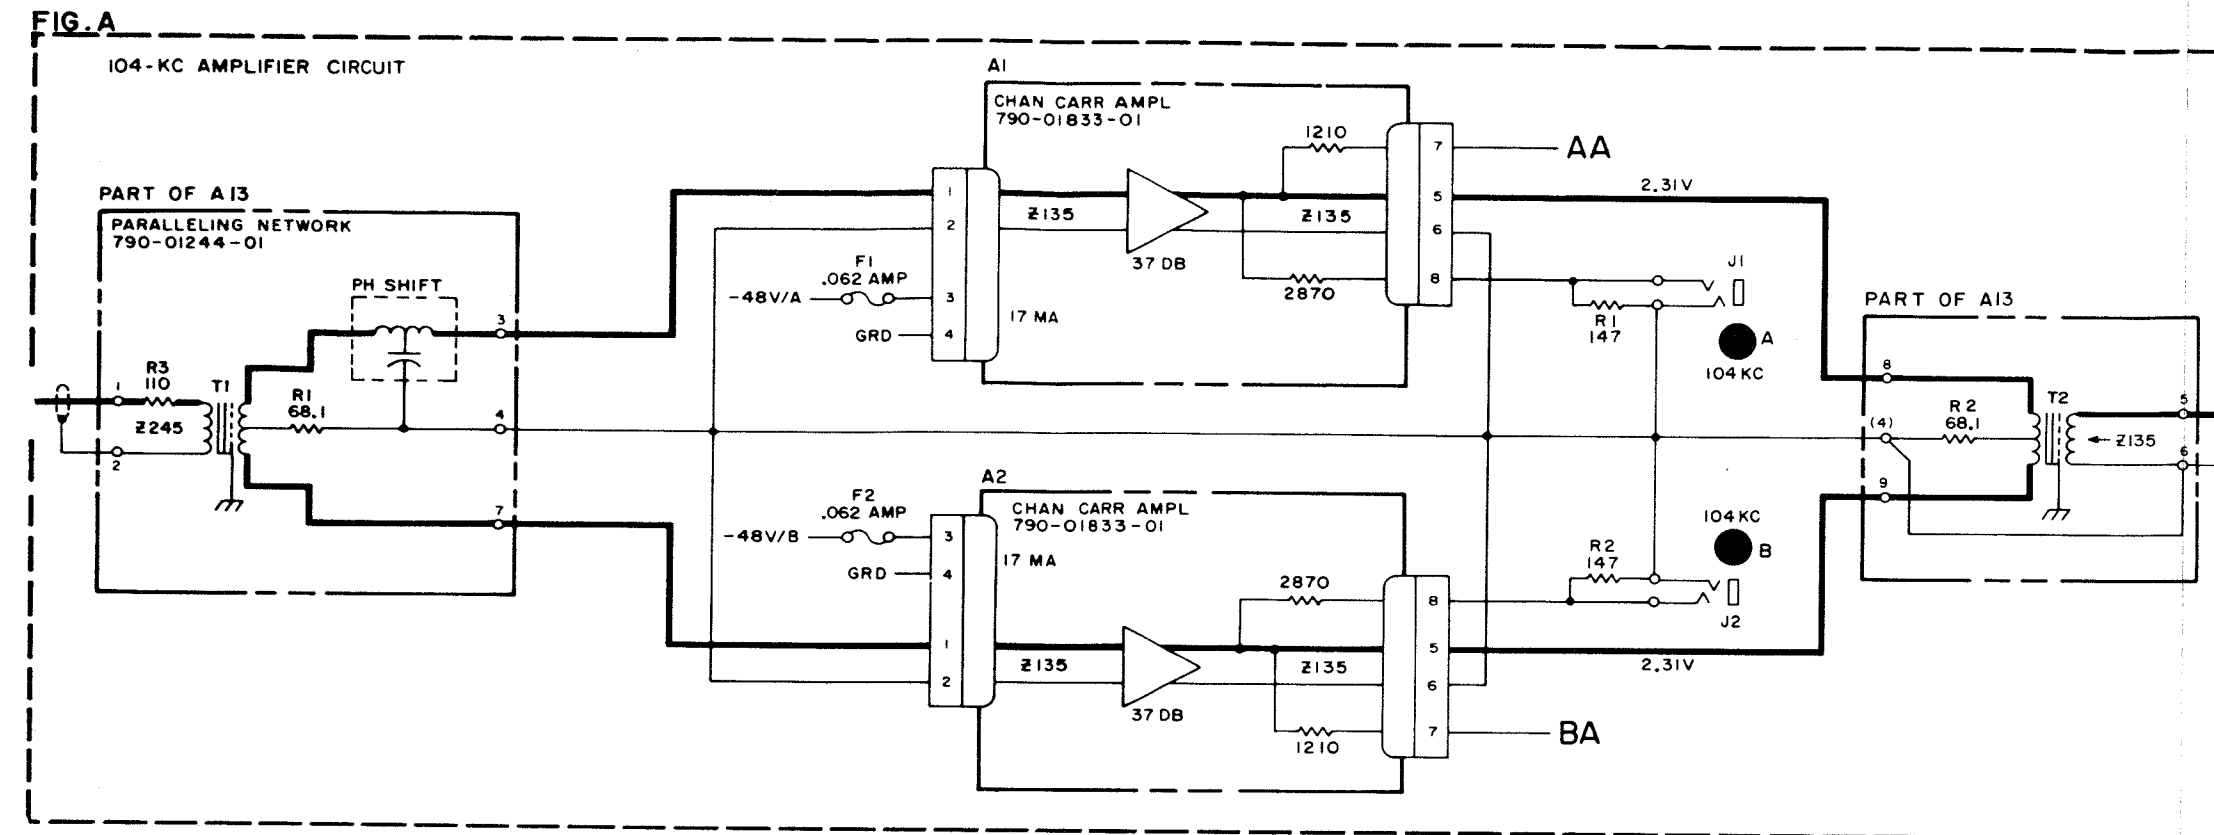 FIG. A
104-KC AMPLIFIER CIRCUIT
PART OF A13
PARALLELING NETWORK
790-01244-01
PH SHIFT
3
1
R3
110
T1
R1
68.1
4
Z245
2
7
A1
CHAN CARR AMPL
790-01833-01
1210
7
AA
1
Z135
Z135
5
2.31V
2
6
37 DB
F1
.062 AMP
-48V/A
3
2870
8
J1
R1
147
GRD
4
17 MA
A
104 KC
PART OF A13
8
(4)
R2
68.1
T2
5
Z135
6
9
A2
CHAN CARR AMPL
790-01833-01
F2
.062 AMP
-48V/B
3
17 MA
GRD
4
104 KC
B
R2
147
J2
2870
8
1
Z135
Z135
5
2.31V
2
6
37 DB
1210
7
BA